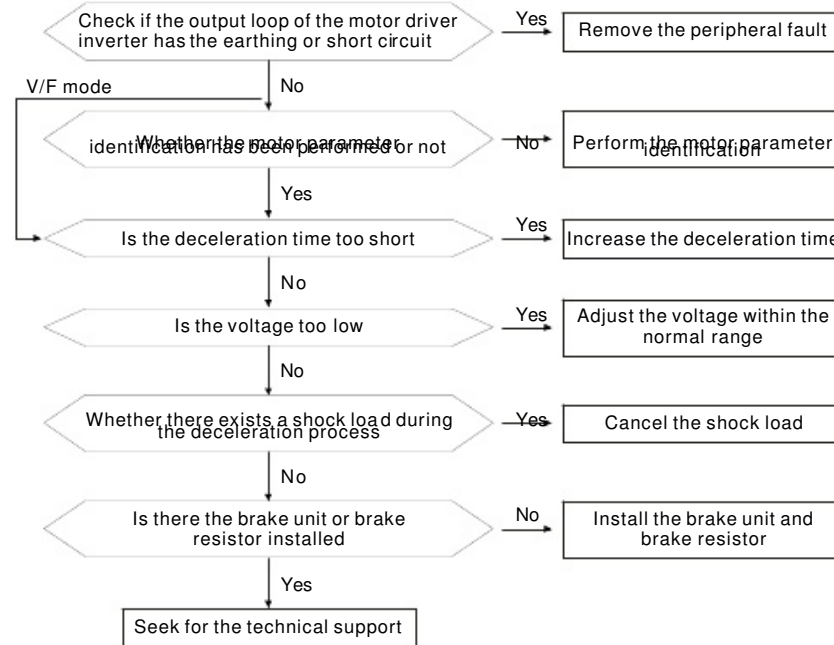 Check if the output loop of the motor driver
inverter has the earthing or short circuit
Yes
Remove the peripheral fault
No
V/F mode
Whether the motor parameter
identification has been performed or not
No
Perform the motor parameter
identification
Yes
Is the deceleration time too short
Yes
Increase the deceleration time
No
Is the voltage too low
Yes
Adjust the voltage within the
normal range
No
Whether there exists a shock load during
the deceleration process
Yes
Cancel the shock load
No
Is there the brake unit or brake
resistor installed
No
Install the brake unit and
brake resistor
Yes
Seek for the technical support